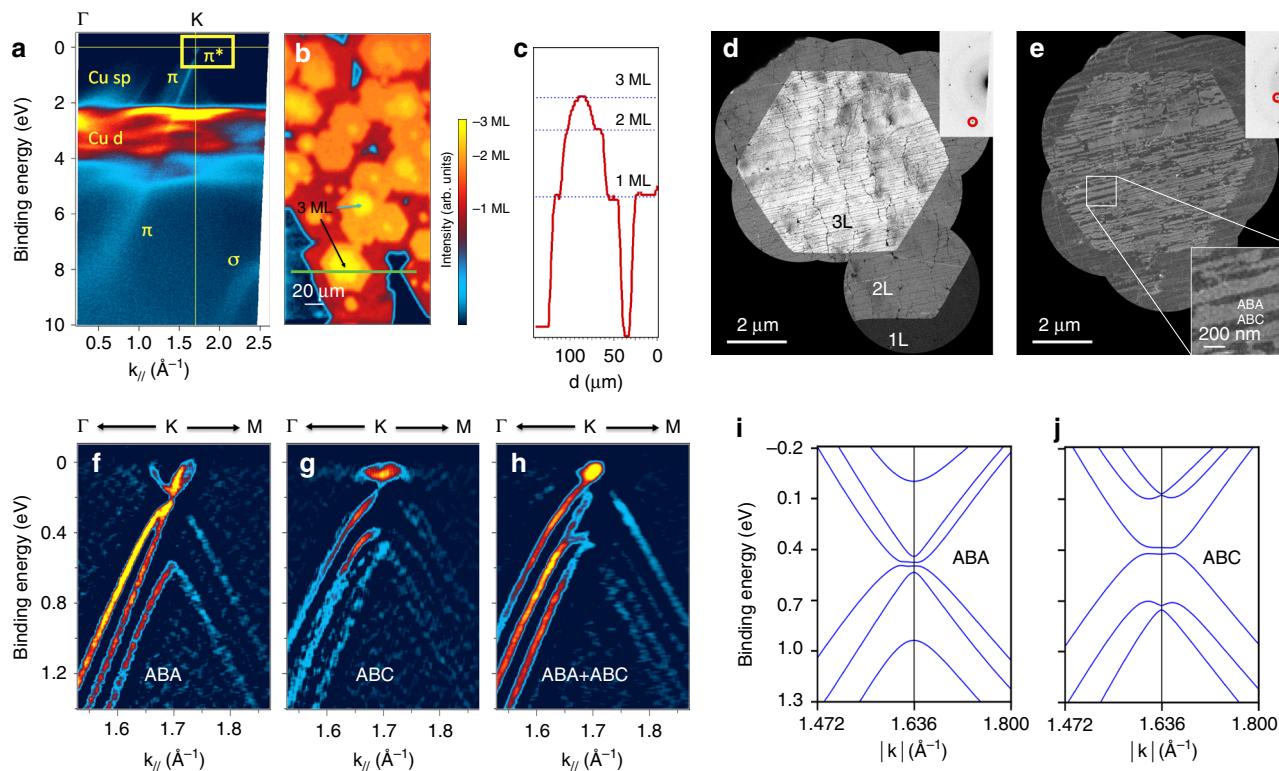 Γ K
a
0
2
4
6
8
10
Binding energy (eV)
π*
Cu sp
π
Cu d
π
σ
0.5 1.0 1.5 2.0 2.5
k// (Å−1)
b
3 ML
20 μm
–3 ML
–2 ML
–1 ML
Intensity (arb. units)
c
3 ML
2 ML
1 ML
100 50 0
d (μm)
d
3L
2L
1L
2 μm
e
ABA
ABC
200 nm
2 μm
Γ K M
f
0
0.4
0.8
1.2
Binding energy (eV)
ABA
1.6 1.7 1.8
k// (Å−1)
Γ K M
g
ABC
1.6 1.7 1.8
k// (Å−1)
Γ K M
h
ABA+ABC
1.6 1.7 1.8
k// (Å−1)
i
−0.2
0.1
0.4
0.7
1.0
1.3
Binding energy (eV)
ABA
1.472 1.636 1.800
|k| (Å−1)
j
ABC
1.472 1.636 1.800
|k| (Å−1)